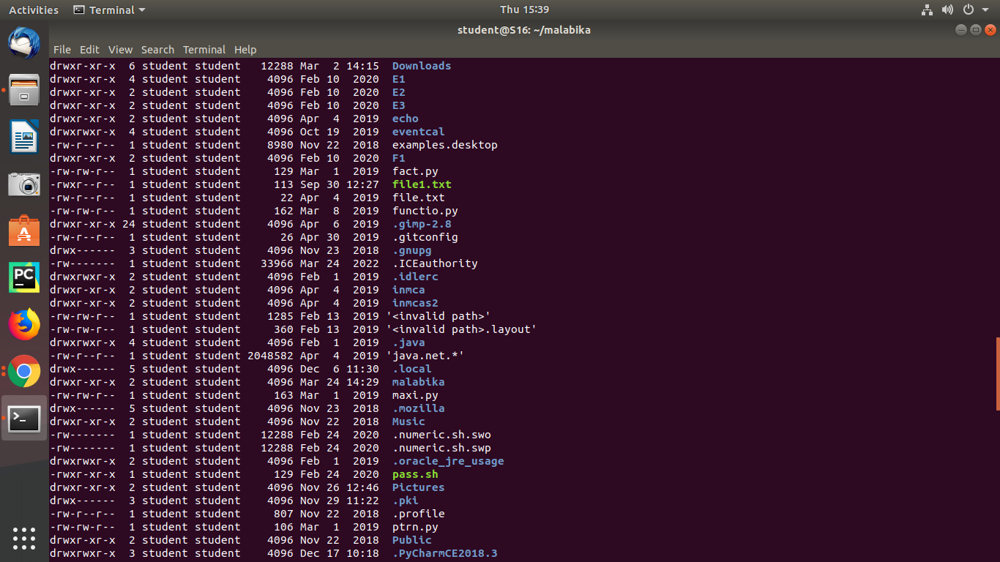 Activities Terminal Thu 15:39
student@S16: ~/malabika
File Edit View Search Terminal Help
drwxr-xr-x  6 student student   12288 Mar  2 14:15  Downloads
drwxr-xr-x  4 student student    4096 Feb 10  2020  E1
drwxr-xr-x  2 student student    4096 Feb 10  2020  E2
drwxr-xr-x  2 student student    4096 Feb 10  2020  E3
drwxr-xr-x  2 student student    4096 Apr  4  2019  echo
drwxrwxr-x  4 student student    4096 Oct 19  2019  eventcal
-rw-r--r--  1 student student    8980 Nov 22  2018  examples.desktop
drwxr-xr-x  2 student student    4096 Feb 10  2020  F1
-rw-rw-r--  1 student student     129 Mar  1  2019  fact.py
-rwxr--r--  1 student student     113 Sep 30 12:27  file1.txt
-rw-r--r--  1 student student      22 Apr  4  2019  file.txt
-rw-rw-r--  1 student student     162 Mar  8  2019  functio.py
drwxr-xr-x 24 student student    4096 Apr  6  2019  .gimp-2.8
-rw-r--r--  1 student student      26 Apr 30  2019  .gitconfig
drwx------  3 student student    4096 Nov 23  2018  .gnupg
-rw-------  1 student student   33966 Mar 24  2022  .ICEauthority
drwxrwxr-x  2 student student    4096 Feb  1  2019  .idlerc
drwxr-xr-x  2 student student    4096 Apr  4  2019  inmca
drwxr-xr-x  2 student student    4096 Apr  4  2019  inmcas2
-rw-rw-r--  1 student student    1285 Feb 13  2019 '<invalid path>'
-rw-rw-r--  1 student student     360 Feb 13  2019 '<invalid path>.layout'
drwxrwxr-x  4 student student    4096 Feb  1  2019  .java
-rw-r--r--  1 student student 2048582 Apr  4  2019 'java.net.*'
drwx------  5 student student    4096 Dec  6 11:30  .local
drwxr-xr-x  2 student student    4096 Mar 24 14:29  malabika
-rw-rw-r--  1 student student     163 Mar  1  2019  maxi.py
drwx------  5 student student    4096 Nov 23  2018  .mozilla
drwxr-xr-x  2 student student    4096 Nov 22  2018  Music
-rw-------  1 student student   12288 Feb 24  2020  .numeric.sh.swo
-rw-------  1 student student   12288 Feb 24  2020  .numeric.sh.swp
drwxrwxr-x  2 student student    4096 Feb  1  2019  .oracle_jre_usage
-rwxr-xr-x  1 student student     129 Feb 24  2020  pass.sh
drwxr-xr-x  2 student student    4096 Nov 26 12:46  Pictures
drwx------  3 student student    4096 Nov 29 11:22  .pki
-rw-r--r--  1 student student     807 Nov 22  2018  .profile
-rw-rw-r--  1 student student     106 Mar  1  2019  ptrn.py
drwxr-xr-x  2 student student    4096 Nov 22  2018  Public
drwxrwxr-x  3 student student    4096 Dec 17 10:18  .PyCharmCE2018.3
PC